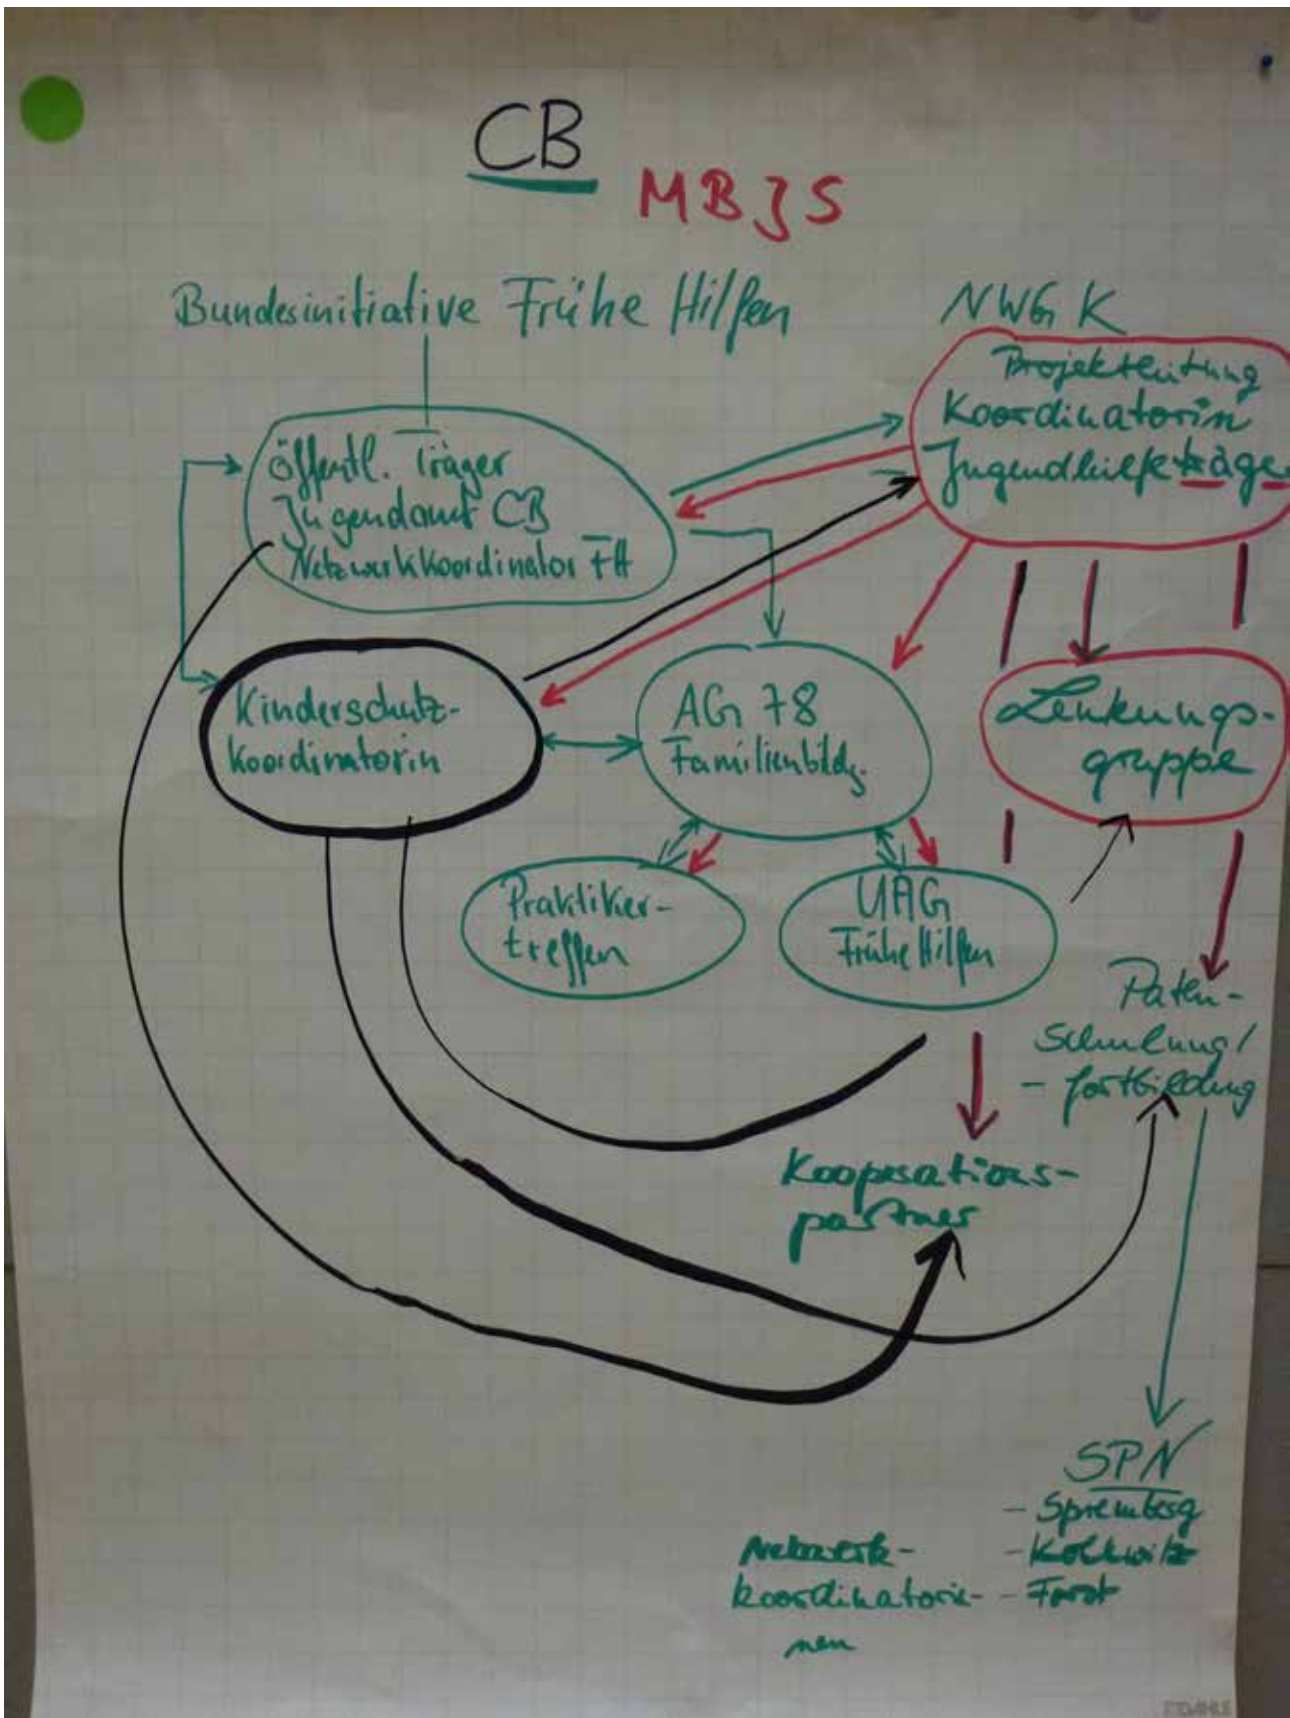 CB
MBJS
Bundesinitiative Frühe Hilfen
NWG K
Projektleitung
Koordinatorin
Jugendhilfeträger
öffentl. Träger
Jugendamt CB
Netzwerkkoordinator FH
Kinderschutz-
koordinatorin
AG 78
Familienbildg.
Lenkungs-
gruppe
Praktiker-
treffen
UAG
Frühe Hilfen
Paten-
Schulung/
- fortbildung
Kooperations-
partner
SPN
- Spremberg
- Kolkwitz
- Forst
Netzwerk-
koordinatorin-
nen